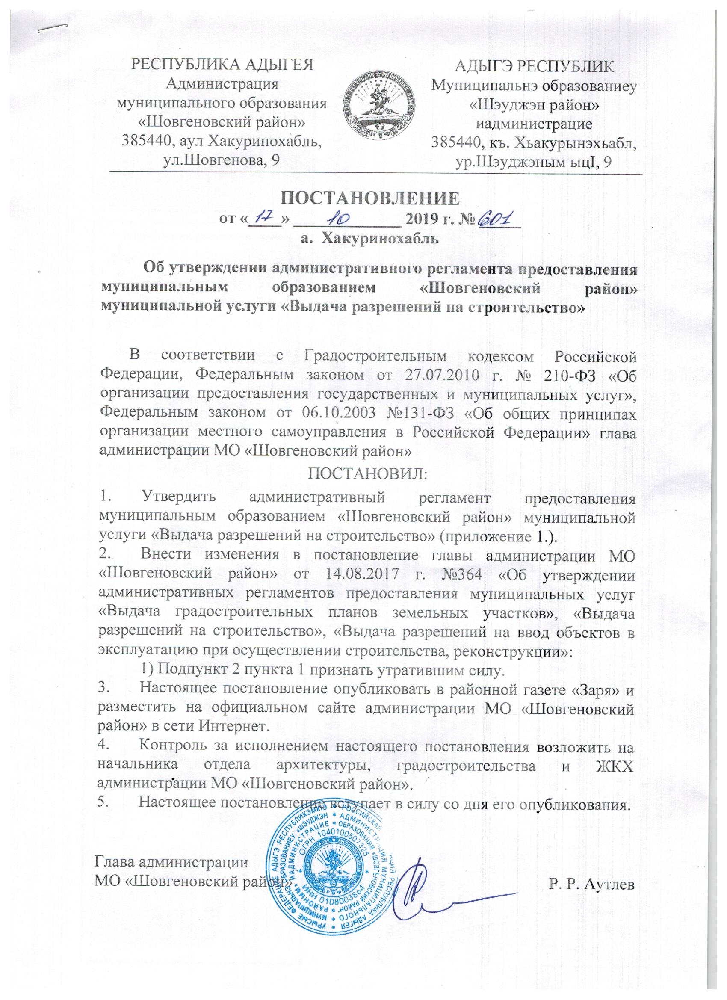 РЕСПУБЛИКА АДЫГЕЯ
Администрация
муниципального образования
«Шовгеновский район»
385440, аул Хакуринохабль,
ул.Шовгенова, 9
АДЫГЭ РЕСПУБЛИК
Муниципальнэ образованиеу
«Шэуджэн район»
иадминистрацие
385440, къ. Хьакурынэхьабл,
ур.Шэуджэным ыцI, 9
ПОСТАНОВЛЕНИЕ
от «17» 10 2019 г. № 601
а. Хакуринохабль
Об утверждении административного регламента предоставления
муниципальным образованием «Шовгеновский район»
муниципальной услуги «Выдача разрешений на строительство»
В соответствии с Градостроительным кодексом Российской
Федерации, Федеральным законом от 27.07.2010 г. № 210-ФЗ «Об
организации предоставления государственных и муниципальных услуг»,
Федеральным законом от 06.10.2003 №131-ФЗ «Об общих принципах
организации местного самоуправления в Российской Федерации» глава
администрации МО «Шовгеновский район»
ПОСТАНОВИЛ:
1. Утвердить административный регламент предоставления
муниципальным образованием «Шовгеновский район» муниципальной
услуги «Выдача разрешений на строительство» (приложение 1.).
2. Внести изменения в постановление главы администрации МО
«Шовгеновский район» от 14.08.2017 г. №364 «Об утверждении
административных регламентов предоставления муниципальных услуг
«Выдача градостроительных планов земельных участков», «Выдача
разрешений на строительство», «Выдача разрешений на ввод объектов в
эксплуатацию при осуществлении строительства, реконструкции»:
1) Подпункт 2 пункта 1 признать утратившим силу.
3. Настоящее постановление опубликовать в районной газете «Заря» и
разместить на официальном сайте администрации МО «Шовгеновский
район» в сети Интернет.
4. Контроль за исполнением настоящего постановления возложить на
начальника отдела архитектуры, градостроительства и ЖКХ
администрации МО «Шовгеновский район».
5. Настоящее постановление вступает в силу со дня его опубликования.
Глава администрации
МО «Шовгеновский район»
Р. Р. Аутлев
ОГРН 1040100507325
ИНН 0108003864